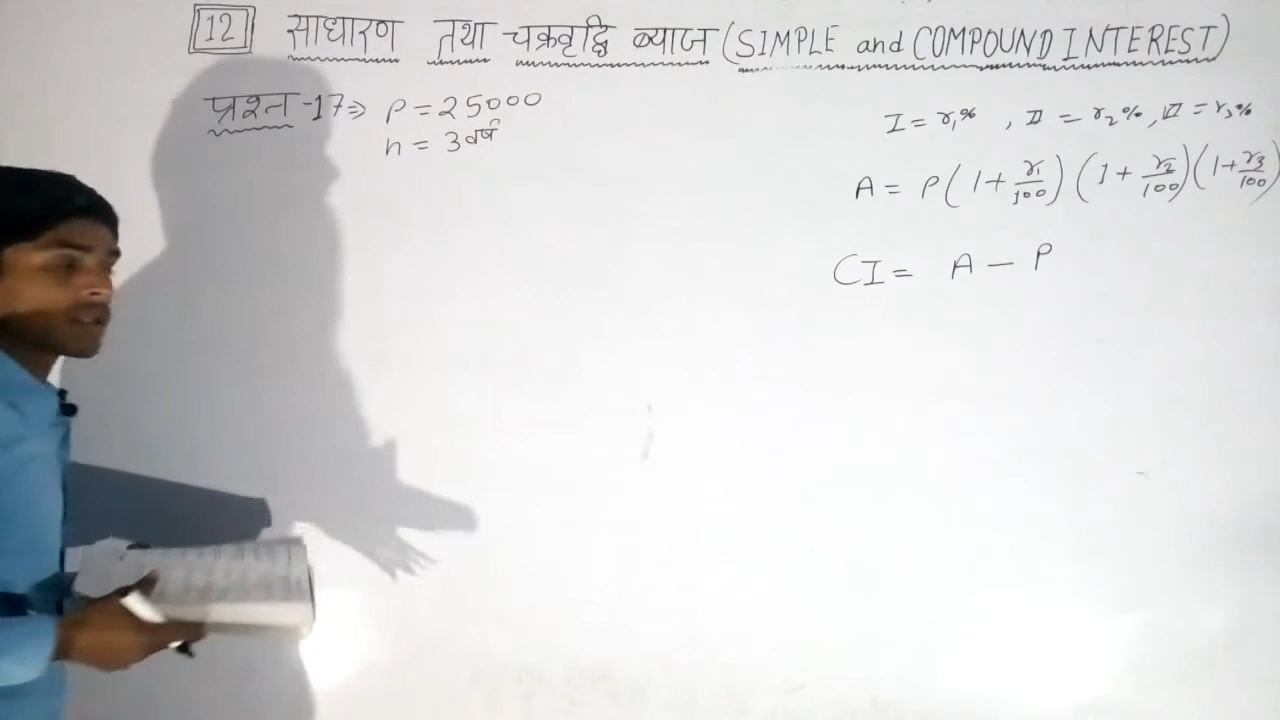 12 साधारण तथा चक्रवृद्धि ब्याज (SIMPLE and COMPOUND INTEREST)
प्रश्न -17⇒ P = 25000
n = 3 वर्ष
I = r₁% , II = r₂% , III = r₃%
A = P(1 + r₁/100) (1 + r₂/100) (1 + r₃/100)
CI = A - P